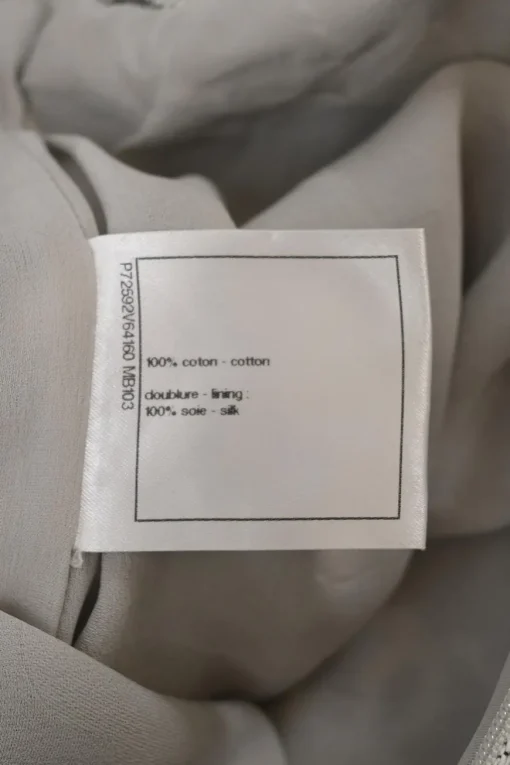 P72592V64160 MB103
100% coton - cotton
doublure - lining :
100% soie - silk